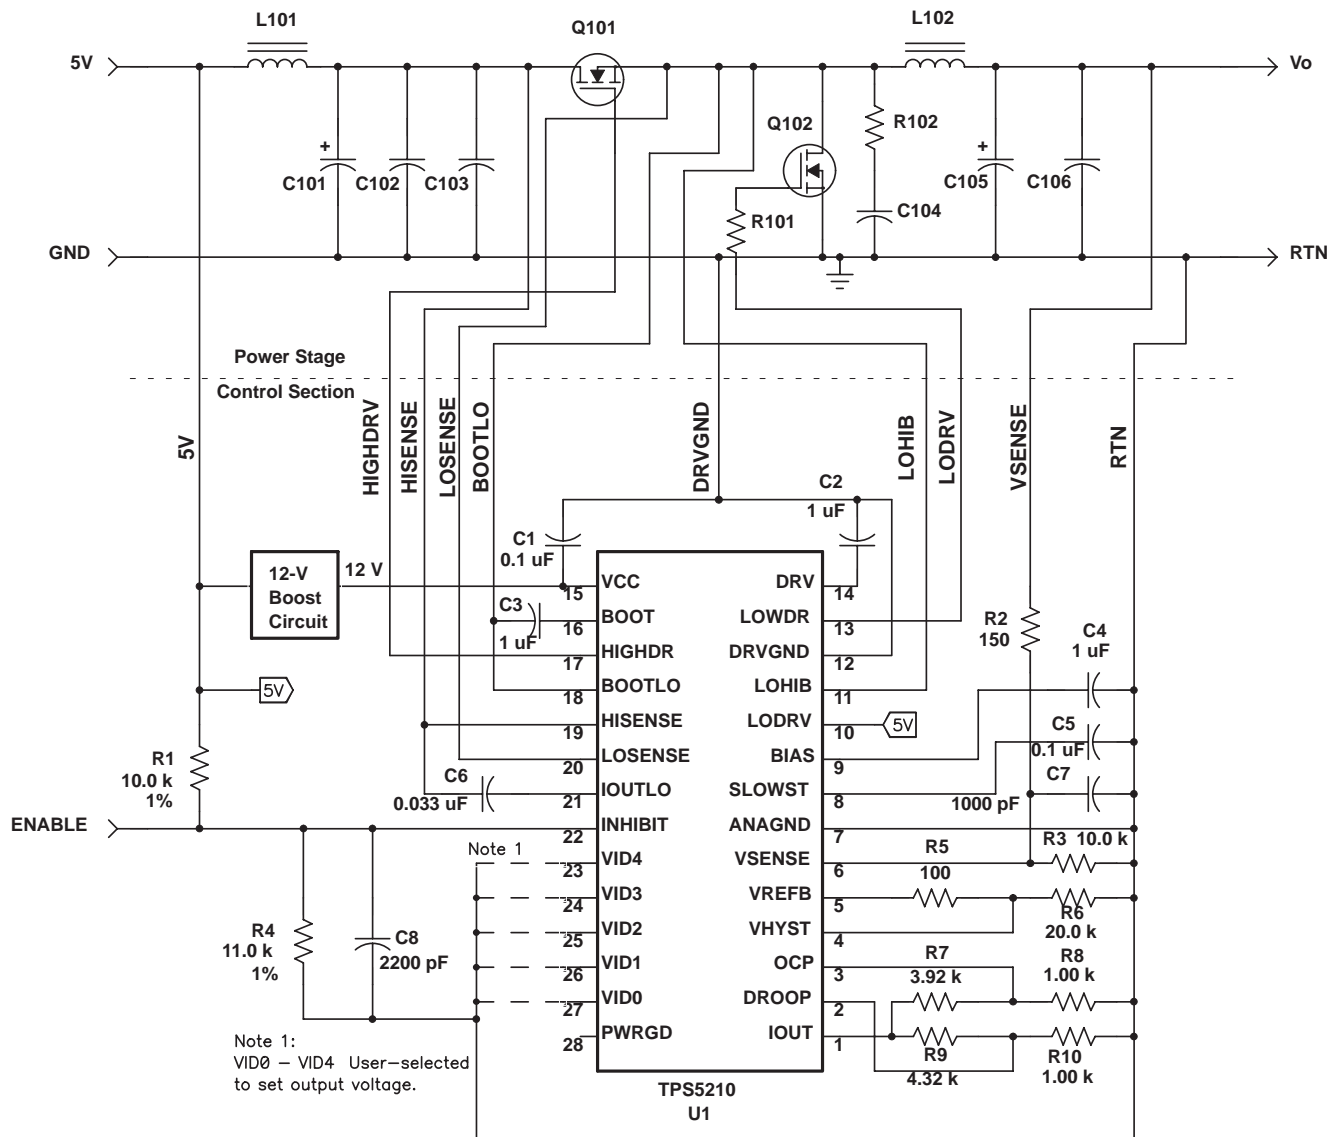 L101
Q101
L102
5V
Vo
C101
+
C102
C103
Q102
R102
R101
C104
+
C105
C106
GND
RTN
Power Stage
Control Section
5V
HIGHDRV
HISENSE
LOSENSE
BOOTLO
DRVGND
LOHIB
LODRV
VSENSE
RTN
C1
0.1 uF
C2
1 uF
12-V
Boost
Circuit
12 V
C3
1 uF
15 VCC
16 BOOT
17 HIGHDR
18 BOOTLO
19 HISENSE
20 LOSENSE
21 IOUTLO
22 INHIBIT
23 VID4
24 VID3
25 VID2
26 VID1
27 VID0
28 PWRGD
DRV 14
LOWDR 13
DRVGND 12
LOHIB 11
LODRV 10
BIAS 9
SLOWST 8
ANAGND 7
VSENSE 6
VREFB 5
VHYST 4
OCP 3
DROOP 2
IOUT 1
5V
5V
R2
150
C4
1 uF
C5
0.1 uF
C7
1000 pF
R1
10.0 k
1%
C6
0.033 uF
ENABLE
Note 1
R3 10.0 k
R5
100
R6
20.0 k
R4
11.0 k
1%
C8
2200 pF
R7
3.92 k
R8
1.00 k
R9
4.32 k
R10
1.00 k
Note 1:
VID0 – VID4 User-selected
to set output voltage.
TPS5210
U1